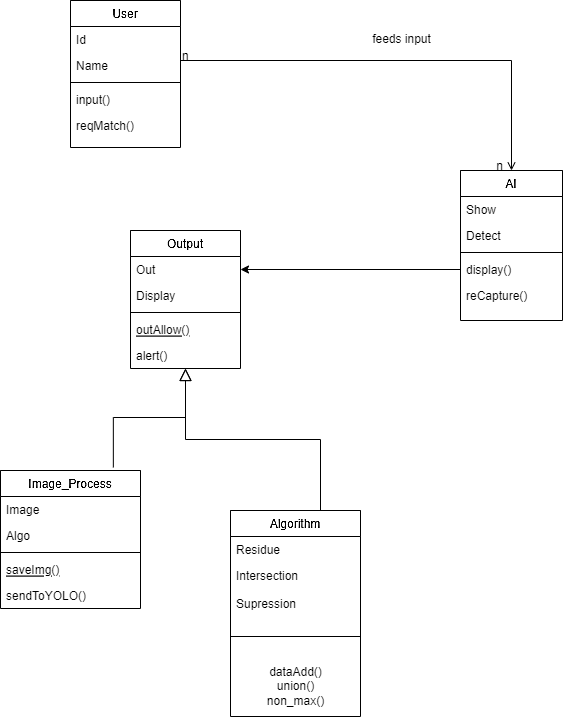 User
Id
Name
input()
reqMatch()
feeds input
n
n
AI
Show
Detect
display()
reCapture()
Output
Out
Display
outAllow()
alert()
Image_Process
Image
Algo
saveImg()
sendToYOLO()
Algorithm
Residue
Intersection
Supression
dataAdd()
union()
non_max()